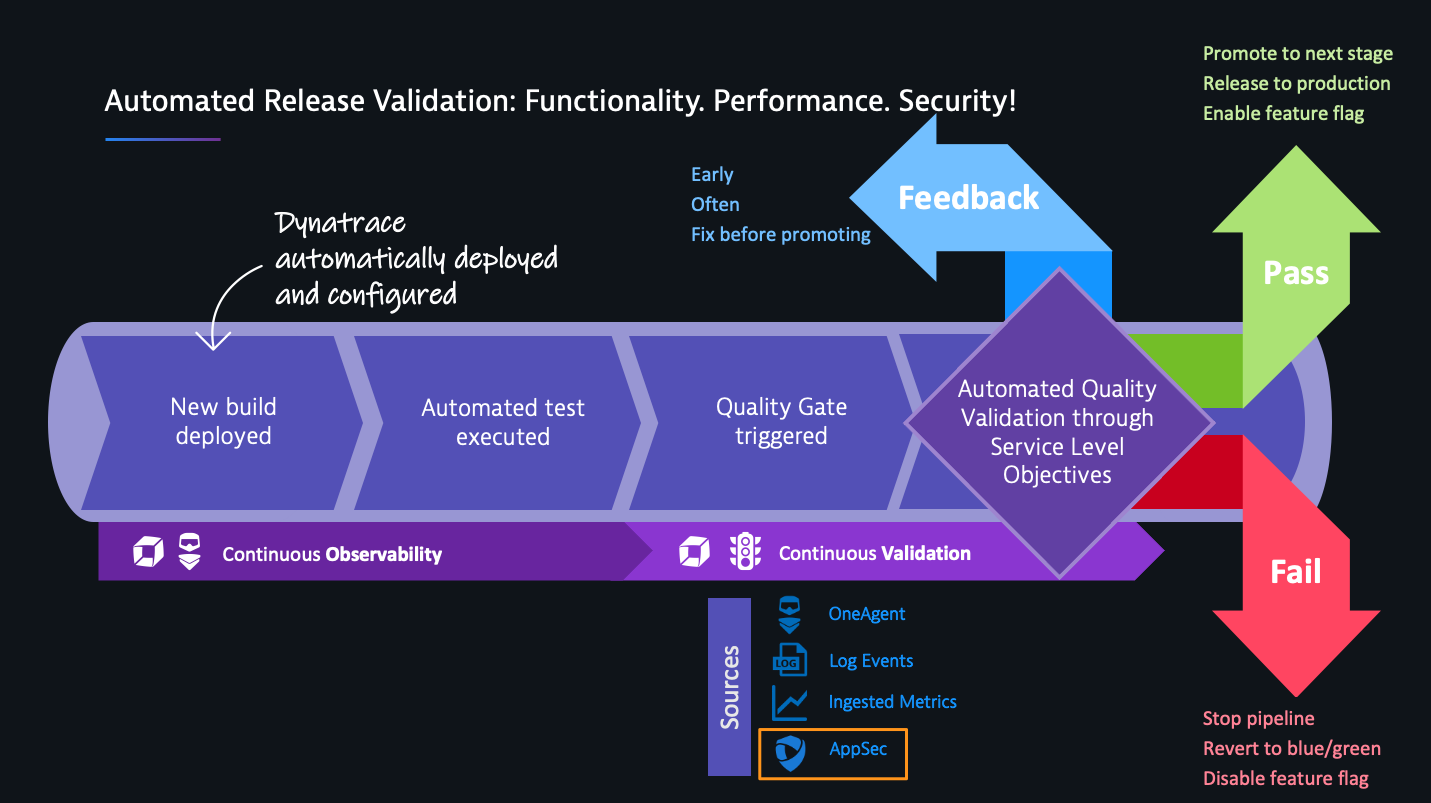 Promote to next stage
Release to production
Enable feature flag
Automated Release Validation: Functionality. Performance. Security!
Early
Often
Fix before promoting
Feedback
Pass
Dynatrace
automatically deployed
and configured
New build
deployed
Automated test
executed
Quality Gate
triggered
Automated Quality
Validation through
Service Level
Objectives
Continuous Observability
Continuous Validation
Fail
Sources
OneAgent
LOG
Log Events
Ingested Metrics
AppSec
Stop pipeline
Revert to blue/green
Disable feature flag